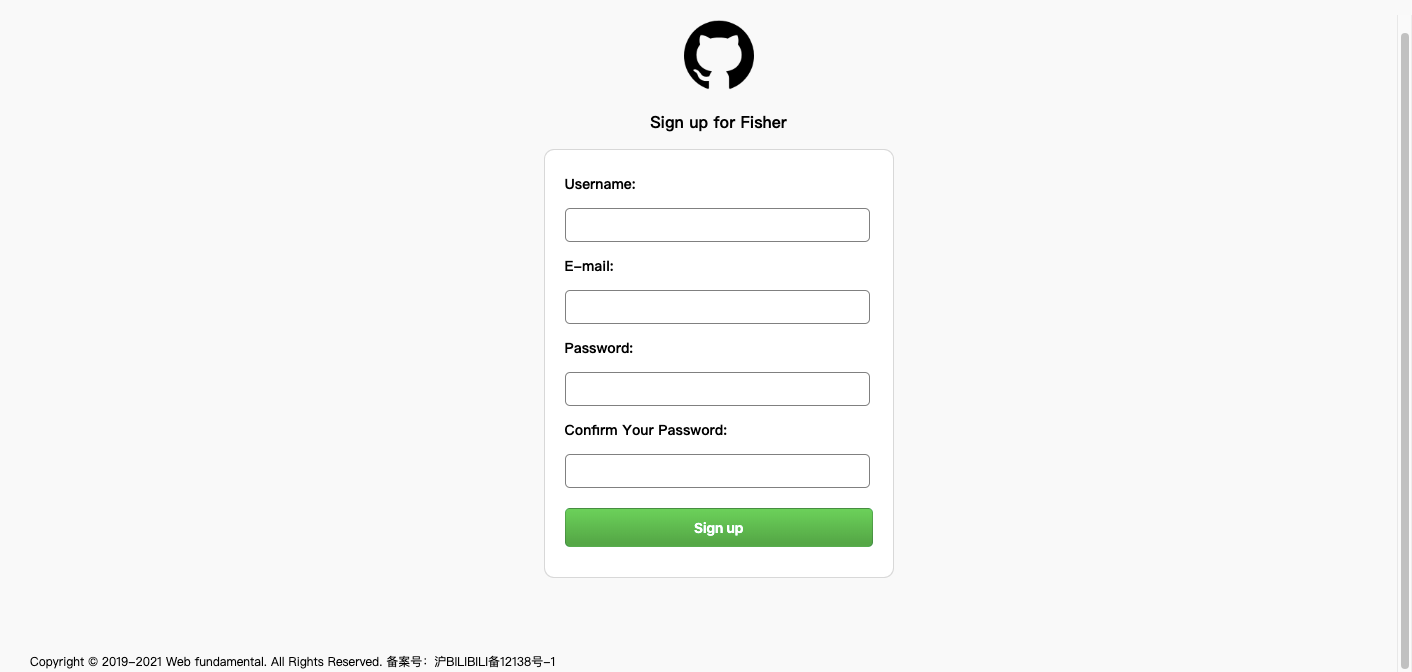 Sign up for Fisher
Username:
E-mail:
Password:
Confirm Your Password:
Sign up
Copyright © 2019-2021 Web fundamental. All Rights Reserved. 备案号：沪BILIBILI备12138号-1